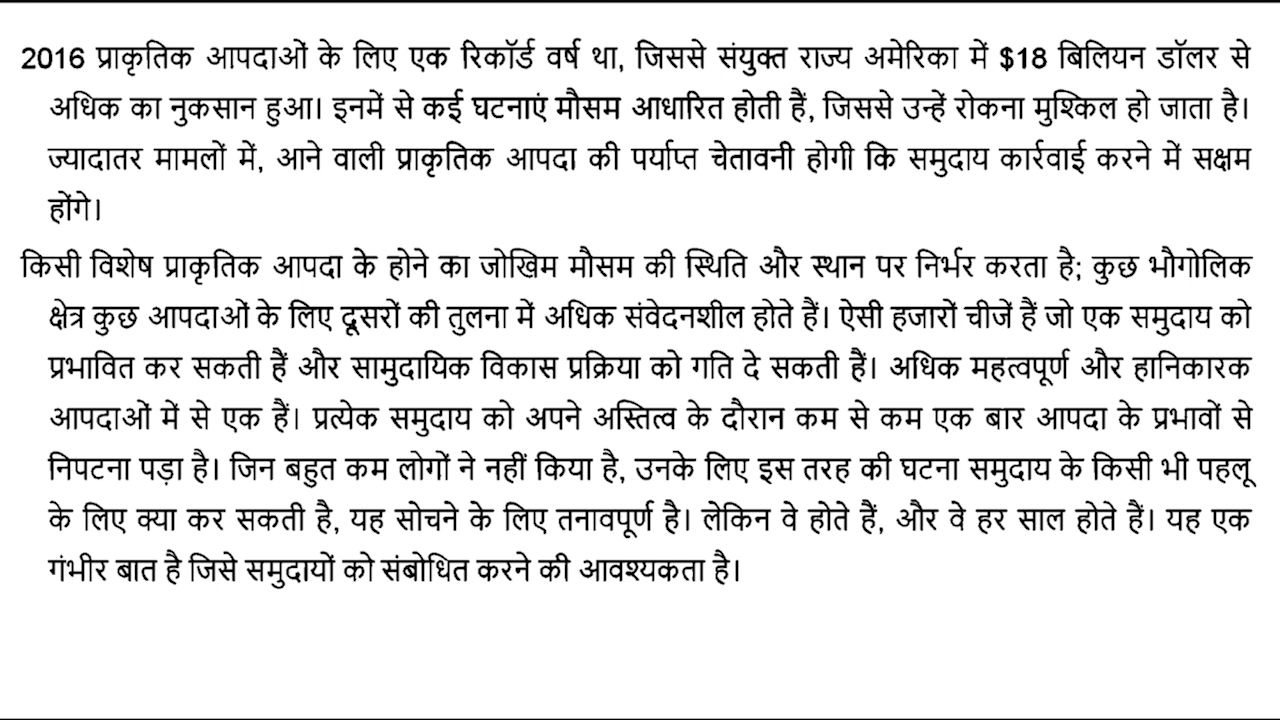 2016 प्राकृतिक आपदाओं के लिए एक रिकॉर्ड वर्ष था, जिससे संयुक्त राज्य अमेरिका में $18 बिलियन डॉलर से
अधिक का नुकसान हुआ। इनमें से कई घटनाएं मौसम आधारित होती हैं, जिससे उन्हें रोकना मुश्किल हो जाता है।
ज्यादातर मामलों में, आने वाली प्राकृतिक आपदा की पर्याप्त चेतावनी होगी कि समुदाय कार्रवाई करने में सक्षम
होंगे।
किसी विशेष प्राकृतिक आपदा के होने का जोखिम मौसम की स्थिति और स्थान पर निर्भर करता है; कुछ भौगोलिक
क्षेत्र कुछ आपदाओं के लिए दूसरों की तुलना में अधिक संवेदनशील होते हैं। ऐसी हजारों चीजें हैं जो एक समुदाय को
प्रभावित कर सकती हैं और सामुदायिक विकास प्रक्रिया को गति दे सकती हैं। अधिक महत्वपूर्ण और हानिकारक
आपदाओं में से एक हैं। प्रत्येक समुदाय को अपने अस्तित्व के दौरान कम से कम एक बार आपदा के प्रभावों से
निपटना पड़ा है। जिन बहुत कम लोगों ने नहीं किया है, उनके लिए इस तरह की घटना समुदाय के किसी भी पहलू
के लिए क्या कर सकती है, यह सोचने के लिए तनावपूर्ण है। लेकिन वे होते हैं, और वे हर साल होते हैं। यह एक
गंभीर बात है जिसे समुदायों को संबोधित करने की आवश्यकता है।